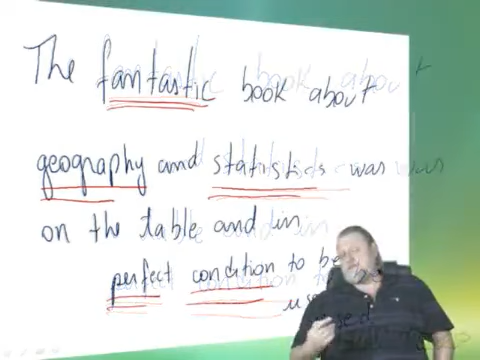 The fantastic book about
geography and statistics was
on the table and in
perfect condition to be
used